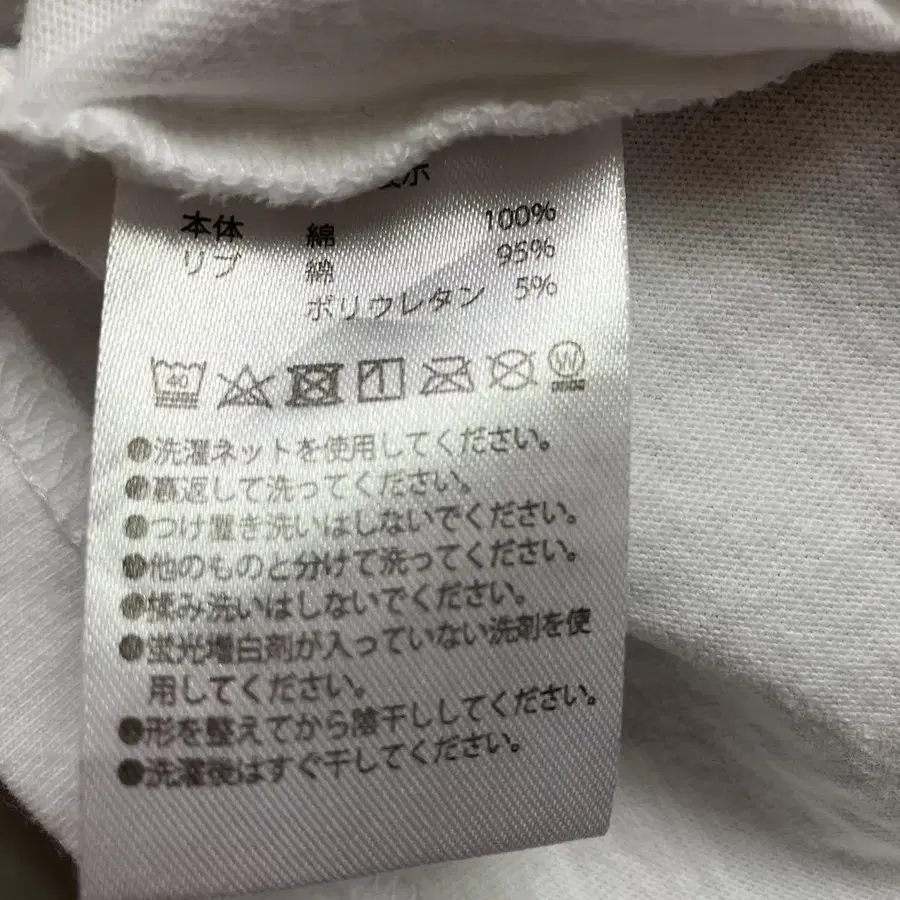 表示
本体 綿 100%
リブ 綿 95%
ポリウレタン 5%
40 W
●洗濯ネットを使用してください。
●裏返して洗ってください。
●つけ置き洗いはしないでください。
●他のものと分けて洗ってください。
●揉み洗いはしないでください。
●蛍光増白剤が入っていない洗剤を使
用してください。
●形を整えてから陰干ししてください。
●洗濯後はすぐ干してください。